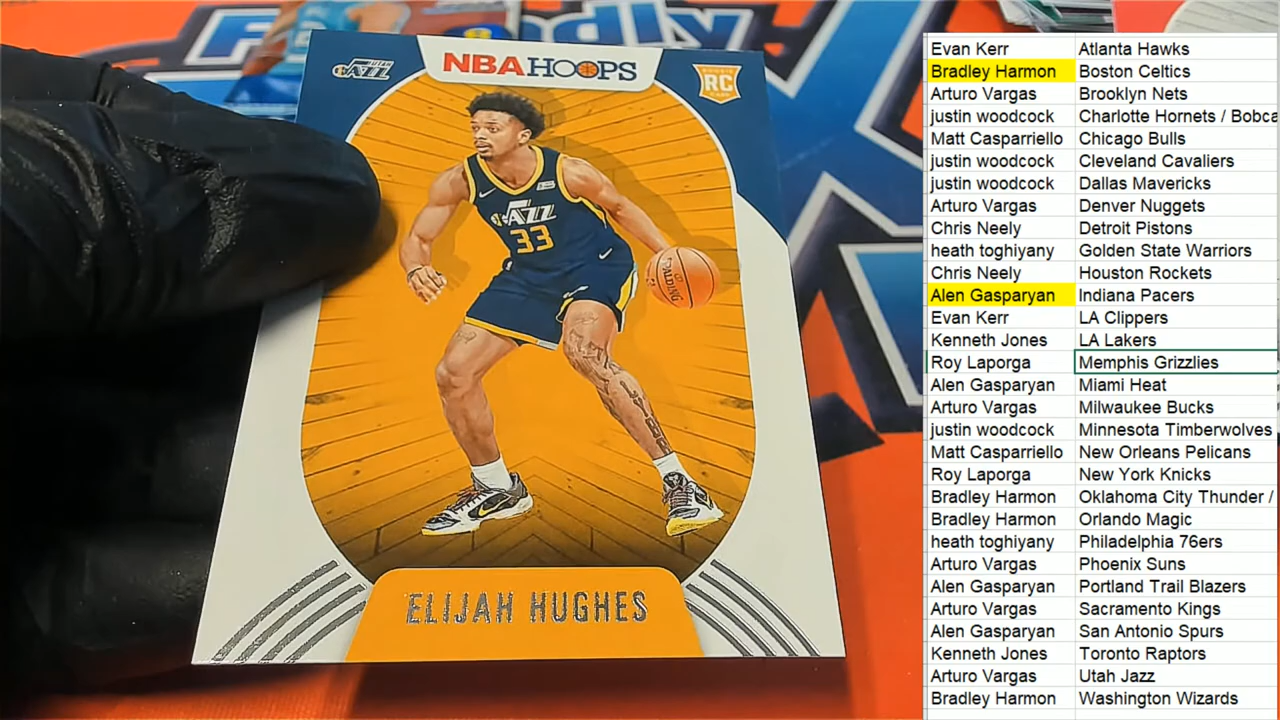 UTAH JAZZ
NBA HOOPS
ROOKIE
RC
JAZZ
33
SPALDING
ELIJAH HUGHES
Evan Kerr Atlanta Hawks
Bradley Harmon Boston Celtics
Arturo Vargas Brooklyn Nets
justin woodcock Charlotte Hornets / Bobca
Matt Casparriello Chicago Bulls
justin woodcock Cleveland Cavaliers
justin woodcock Dallas Mavericks
Arturo Vargas Denver Nuggets
Chris Neely Detroit Pistons
heath toghiyany Golden State Warriors
Chris Neely Houston Rockets
Alen Gasparyan Indiana Pacers
Evan Kerr LA Clippers
Kenneth Jones LA Lakers
Roy Laporga Memphis Grizzlies
Alen Gasparyan Miami Heat
Arturo Vargas Milwaukee Bucks
justin woodcock Minnesota Timberwolves
Matt Casparriello New Orleans Pelicans
Roy Laporga New York Knicks
Bradley Harmon Oklahoma City Thunder /
Bradley Harmon Orlando Magic
heath toghiyany Philadelphia 76ers
Arturo Vargas Phoenix Suns
Alen Gasparyan Portland Trail Blazers
Arturo Vargas Sacramento Kings
Alen Gasparyan San Antonio Spurs
Kenneth Jones Toronto Raptors
Arturo Vargas Utah Jazz
Bradley Harmon Washington Wizards